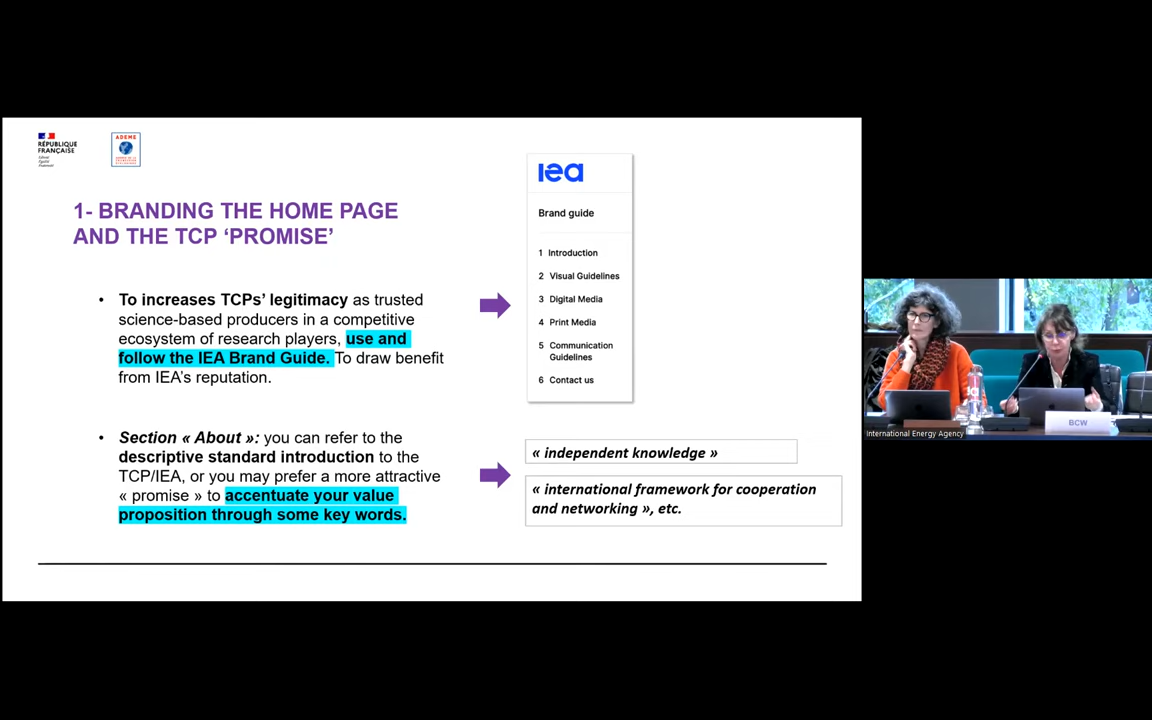 RÉPUBLIQUE
FRANÇAISE
Liberté
Égalité
Fraternité
ADEME
1- BRANDING THE HOME PAGE
AND THE TCP ‘PROMISE’
• To increases TCPs’ legitimacy as trusted
science-based producers in a competitive
ecosystem of research players, use and
follow the IEA Brand Guide. To draw benefit
from IEA’s reputation.
• Section « About »: you can refer to the
descriptive standard introduction to the
TCP/IEA, or you may prefer a more attractive
« promise » to accentuate your value
proposition through some key words.
iea
Brand guide
1 Introduction
2 Visual Guidelines
3 Digital Media
4 Print Media
5 Communication
Guidelines
6 Contact us
« independent knowledge »
« international framework for cooperation
and networking », etc.
BCW
International Energy Agency